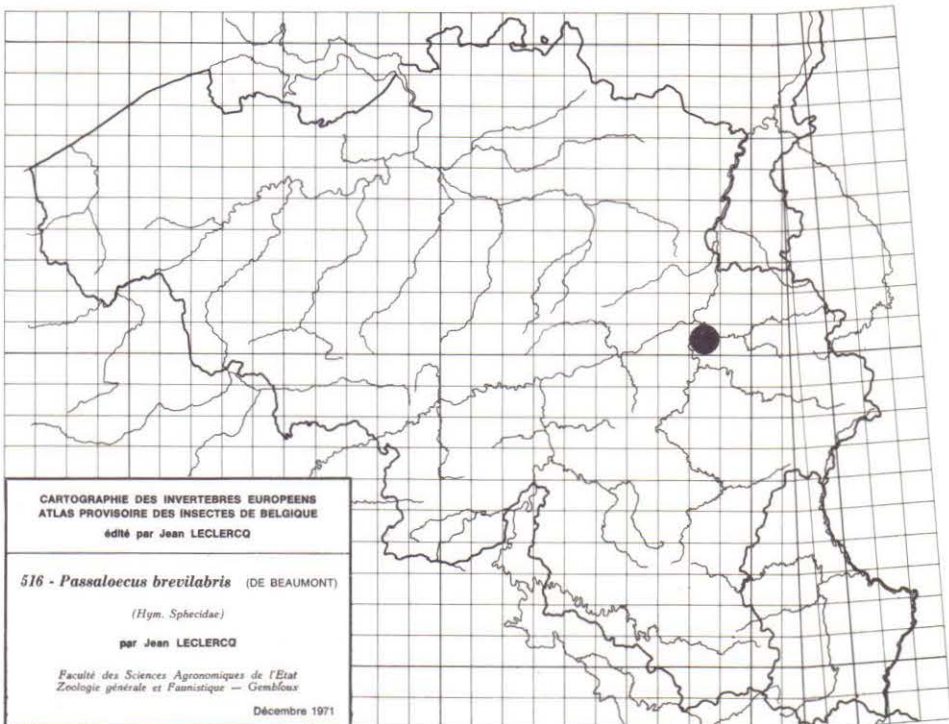 CARTOGRAPHIE DES INVERTEBRES EUROPEENS
ATLAS PROVISOIRE DES INSECTES DE BELGIQUE
édité par Jean LECLERCQ
516 - Passaloecus brevilabris (DE BEAUMONT)
(Hym. Sphecidae)
par Jean LECLERCQ
Faculté des Sciences Agronomiques de l'Etat
Zoologie générale et Faunistique — Gembloux
Décembre 1971